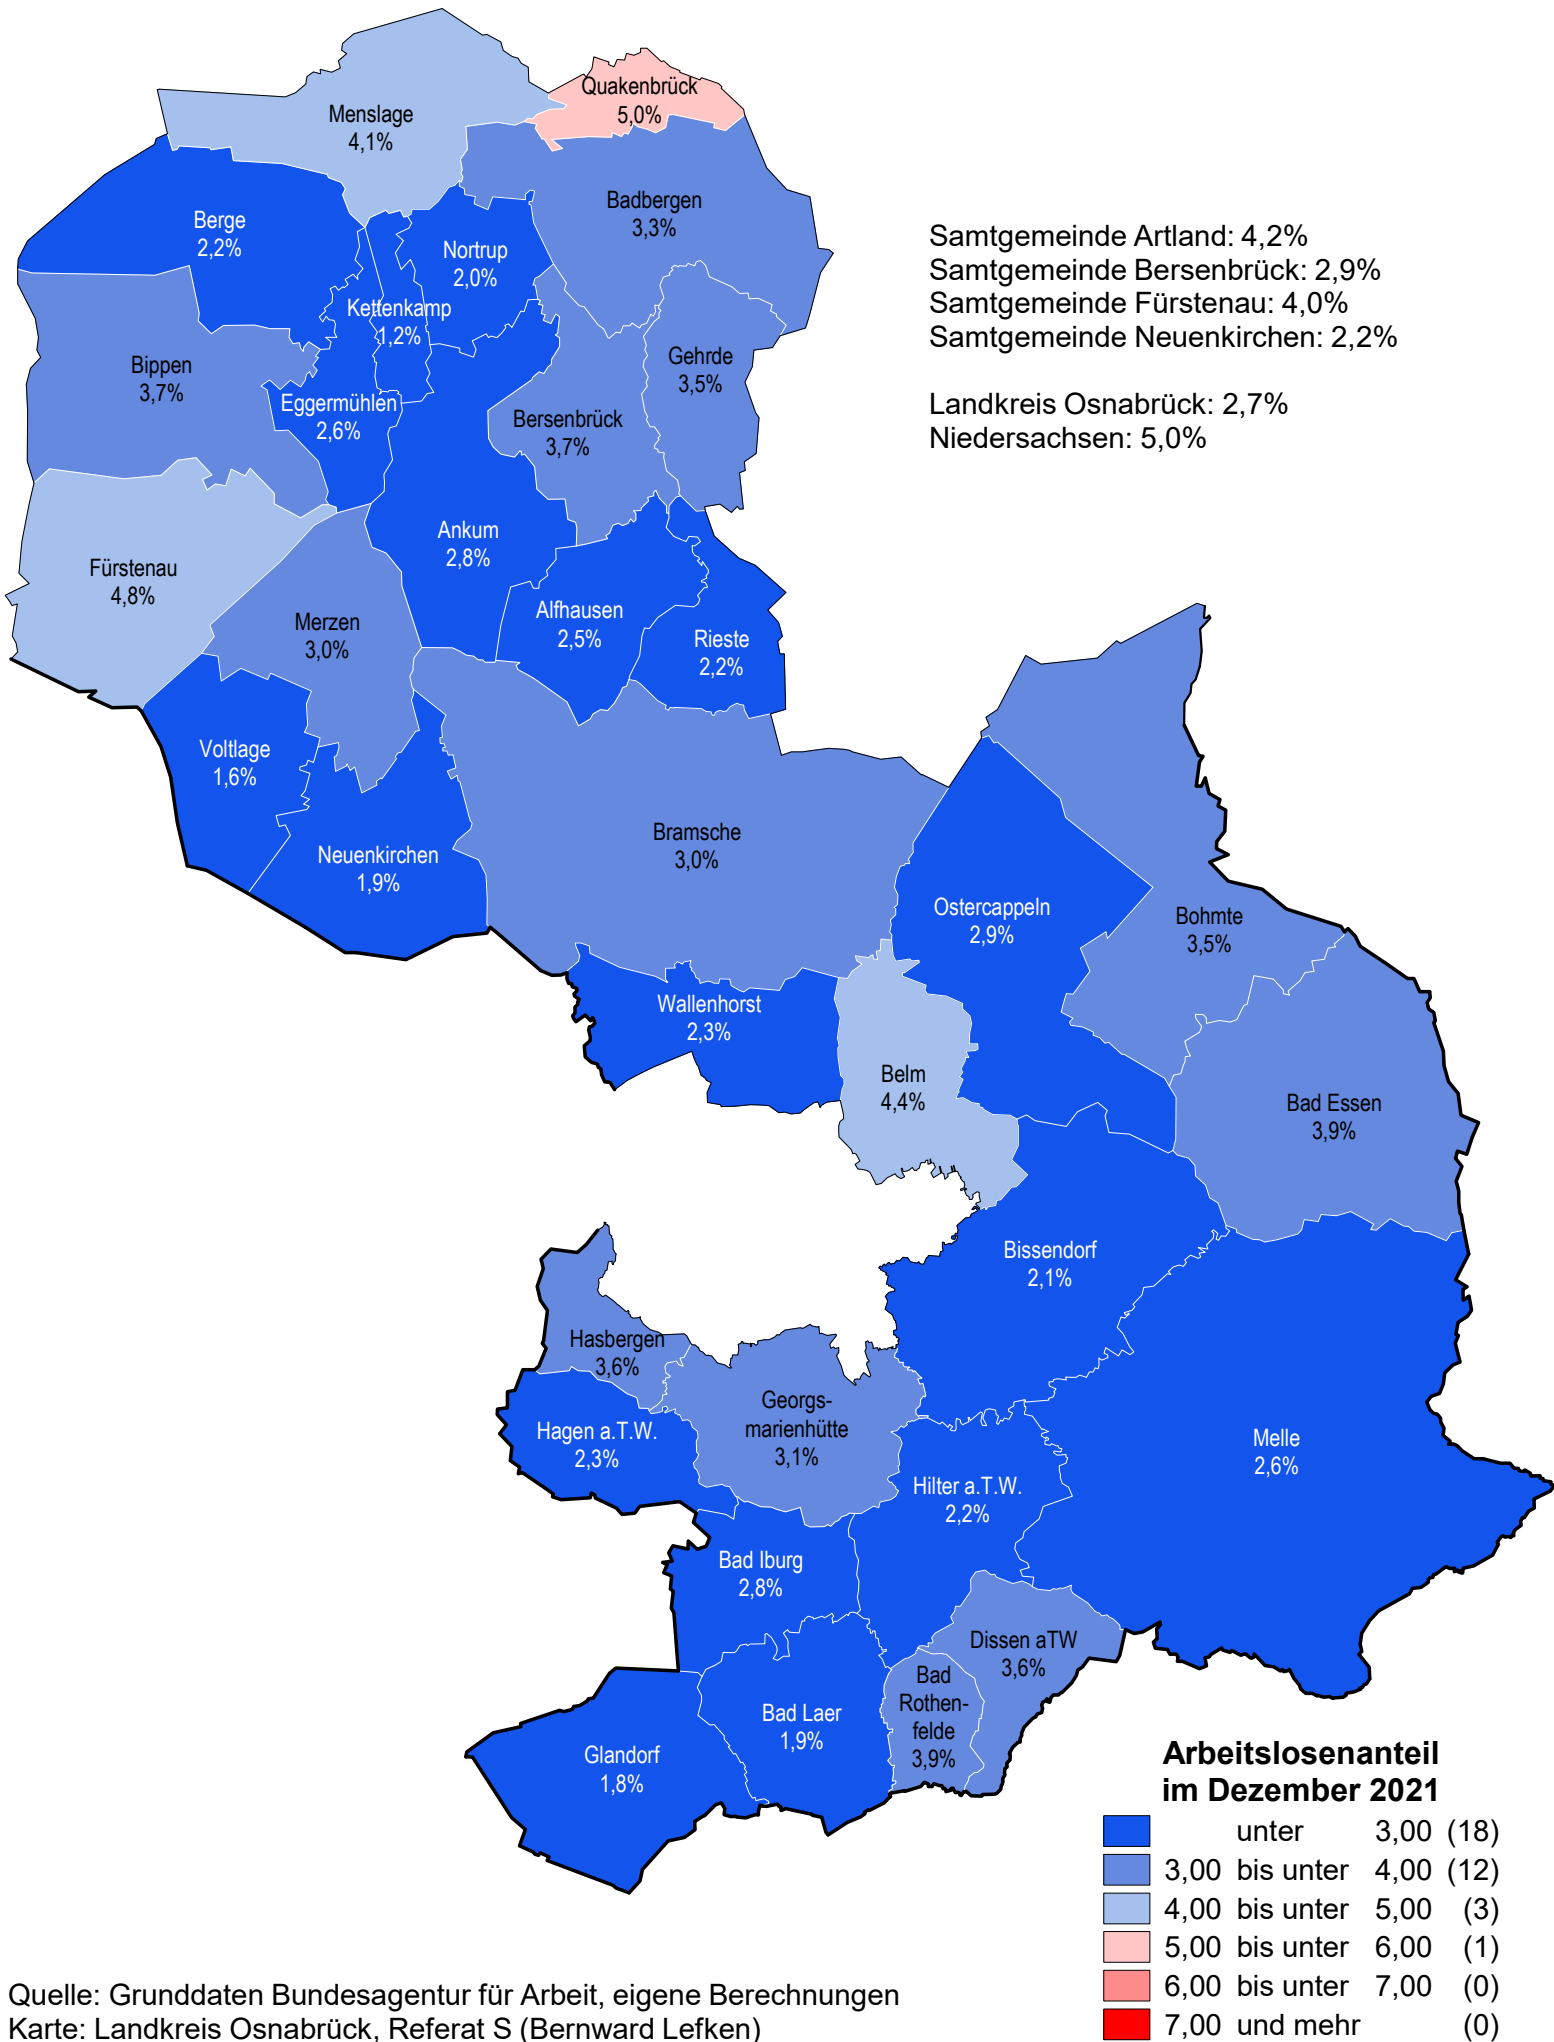 Quakenbrück
5,0%
Menslage
4,1%
Badbergen
3,3%
Berge
2,2%
Nortrup
2,0%
Kettenkamp
1,2%
Bippen
3,7%
Gehrde
3,5%
Eggermühlen
2,6%
Bersenbrück
3,7%
Ankum
2,8%
Fürstenau
4,8%
Merzen
3,0%
Alfhausen
2,5%
Rieste
2,2%
Voltlage
1,6%
Neuenkirchen
1,9%
Bramsche
3,0%
Ostercappeln
2,9%
Bohmte
3,5%
Wallenhorst
2,3%
Belm
4,4%
Bad Essen
3,9%
Bissendorf
2,1%
Hasbergen
3,6%
Georgs-
marienhütte
3,1%
Hagen a.T.W.
2,3%
Melle
2,6%
Hilter a.T.W.
2,2%
Bad Iburg
2,8%
Dissen aTW
3,6%
Bad
Rothen-
felde
3,9%
Bad Laer
1,9%
Glandorf
1,8%
Samtgemeinde Artland: 4,2%
Samtgemeinde Bersenbrück: 2,9%
Samtgemeinde Fürstenau: 4,0%
Samtgemeinde Neuenkirchen: 2,2%
Landkreis Osnabrück: 2,7%
Niedersachsen: 5,0%
Arbeitslosenanteil
im Dezember 2021
unter 3,00 (18)
3,00 bis unter 4,00 (12)
4,00 bis unter 5,00 (3)
5,00 bis unter 6,00 (1)
6,00 bis unter 7,00 (0)
7,00 und mehr (0)
Quelle: Grunddaten Bundesagentur für Arbeit, eigene Berechnungen
Karte: Landkreis Osnabrück, Referat S (Bernward Lefken)